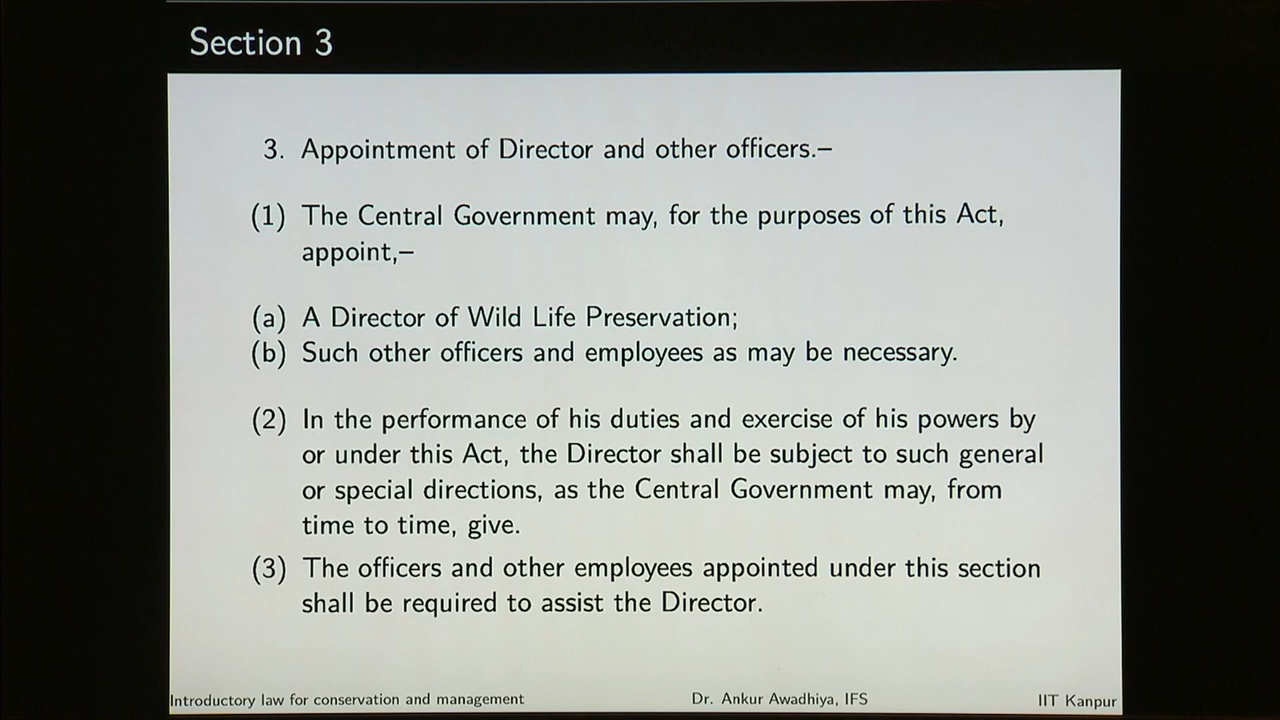 Section 3
3. Appointment of Director and other officers.–
(1) The Central Government may, for the purposes of this Act,
appoint,–
(a) A Director of Wild Life Preservation;
(b) Such other officers and employees as may be necessary.
(2) In the performance of his duties and exercise of his powers by
or under this Act, the Director shall be subject to such general
or special directions, as the Central Government may, from
time to time, give.
(3) The officers and other employees appointed under this section
shall be required to assist the Director.
Introductory law for conservation and management Dr. Ankur Awadhiya, IFS IIT Kanpur